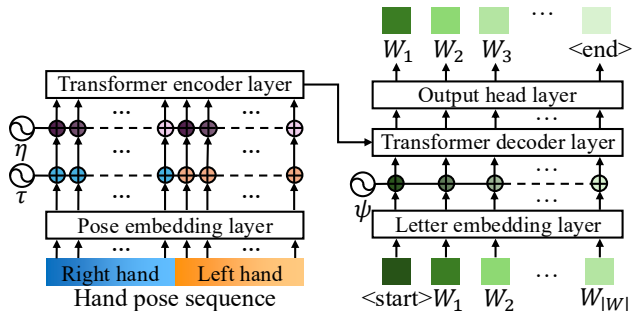 W₁ W₂ W₃ ... <end>
Transformer encoder layer
Output head layer
... ...
Transformer decoder layer
η
... ...
τ
ψ
... ...
Pose embedding layer
Letter embedding layer
... ...
Right hand Left hand
Hand pose sequence
<start> W₁ W₂ ... W|W|